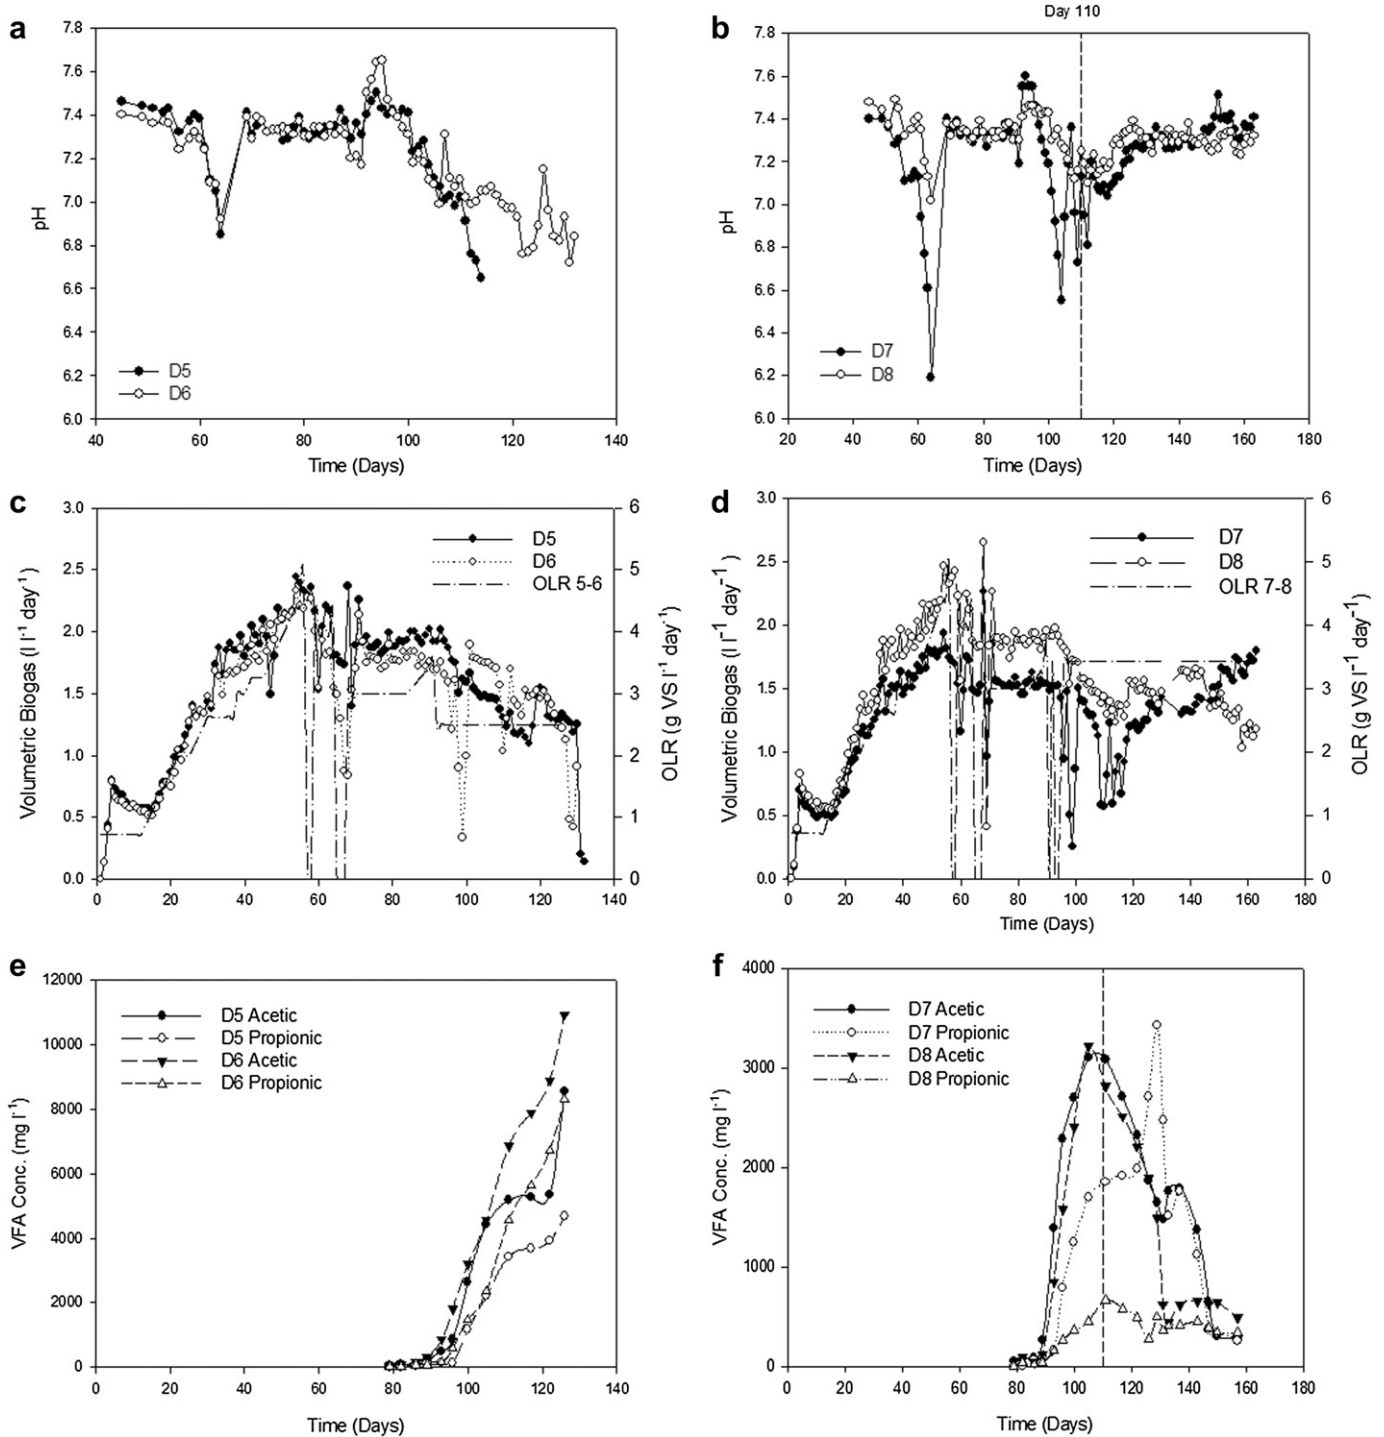 a
7.8
7.6
7.4
7.2
7.0
6.8
6.6
6.4
6.2
6.0
pH
D5
D6
40 60 80 100 120 140
Time (Days)
b
Day 110
7.8
7.6
7.4
7.2
7.0
6.8
6.6
6.4
6.2
6.0
pH
D7
D8
20 40 60 80 100 120 140 160 180
Time (Days)
c
3.0
2.5
2.0
1.5
1.0
0.5
0.0
Volumetric Biogas (l l⁻¹ day⁻¹)
D5
D6
OLR 5-6
6
5
4
3
2
1
0
OLR (g VS l⁻¹ day⁻¹)
0 20 40 60 80 100 120 140
d
3.0
2.5
2.0
1.5
1.0
0.5
0.0
Volumetric Biogas (l l⁻¹ day⁻¹)
D7
D8
OLR 7-8
6
5
4
3
2
1
0
OLR (g VS l⁻¹ day⁻¹)
0 20 40 60 80 100 120 140 160 180
Time (Days)
e
12000
10000
8000
6000
4000
2000
0
VFA Conc. (mg l⁻¹)
D5 Acetic
D5 Propionic
D6 Acetic
D6 Propionic
0 20 40 60 80 100 120 140
Time (Days)
f
4000
3000
2000
1000
0
VFA Conc. (mg l⁻¹)
D7 Acetic
D7 Propionic
D8 Acetic
D8 Propionic
0 20 40 60 80 100 120 140 160 180
Time (Days)